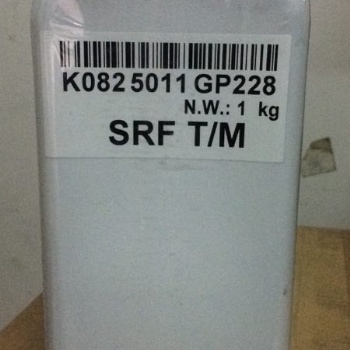 K082 5011 GP228
N.W.: 1 kg
SRF T/M